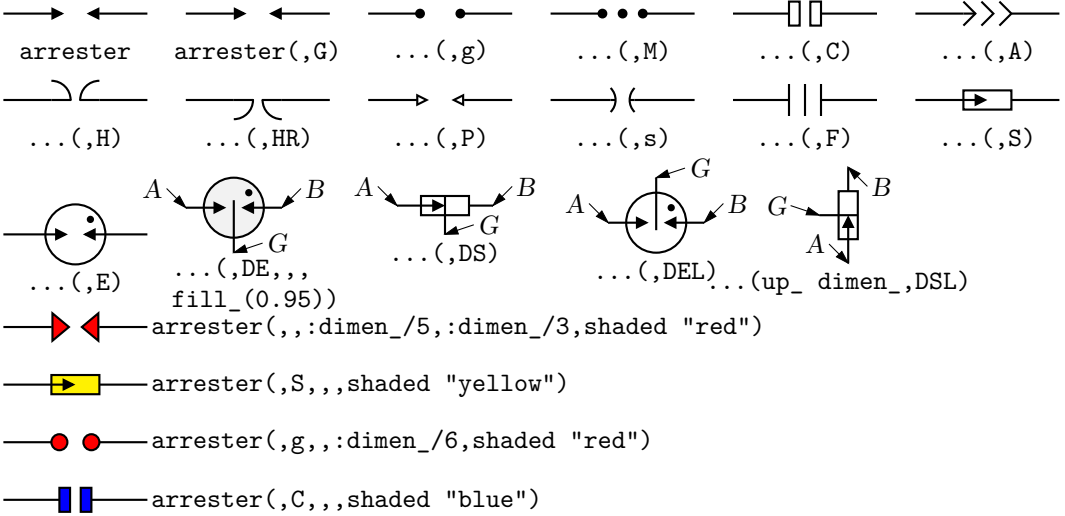 arrester arrester(,G) ...(,g) ...(,M) ...(,C) ...(,A)
...(,H) ...(,HR) ...(,P) ...(,s) ...(,F) ...(,S)
...(,E)
A B G
...(,DE,,,
fill_(0.95))
A B G
...(,DS)
G A B
...(,DEL)
B G A
...(up_ dimen_,DSL)
arrester(,,:dimen_/5,:dimen_/3,shaded "red")
arrester(,S,,,shaded "yellow")
arrester(,g,,:dimen_/6,shaded "red")
arrester(,C,,,shaded "blue")